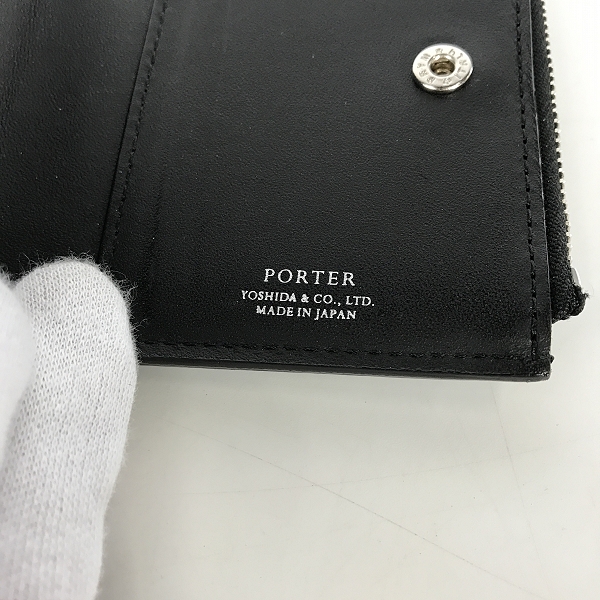 PORTER
YOSHIDA & CO., LTD.
MADE IN JAPAN